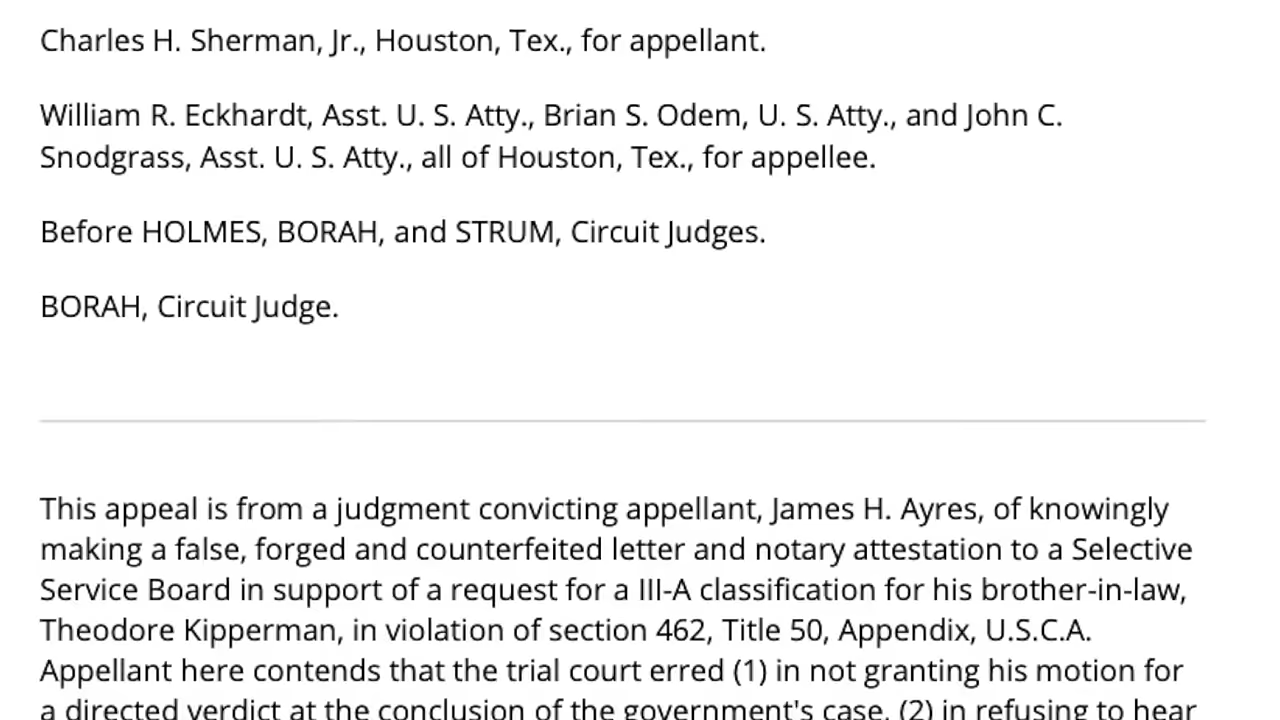 Charles H. Sherman, Jr., Houston, Tex., for appellant.
William R. Eckhardt, Asst. U. S. Atty., Brian S. Odem, U. S. Atty., and John C.
Snodgrass, Asst. U. S. Atty., all of Houston, Tex., for appellee.
Before HOLMES, BORAH, and STRUM, Circuit Judges.
BORAH, Circuit Judge.
This appeal is from a judgment convicting appellant, James H. Ayres, of knowingly
making a false, forged and counterfeited letter and notary attestation to a Selective
Service Board in support of a request for a III-A classification for his brother-in-law,
Theodore Kipperman, in violation of section 462, Title 50, Appendix, U.S.C.A.
Appellant here contends that the trial court erred (1) in not granting his motion for
a directed verdict at the conclusion of the government's case, (2) in refusing to hear